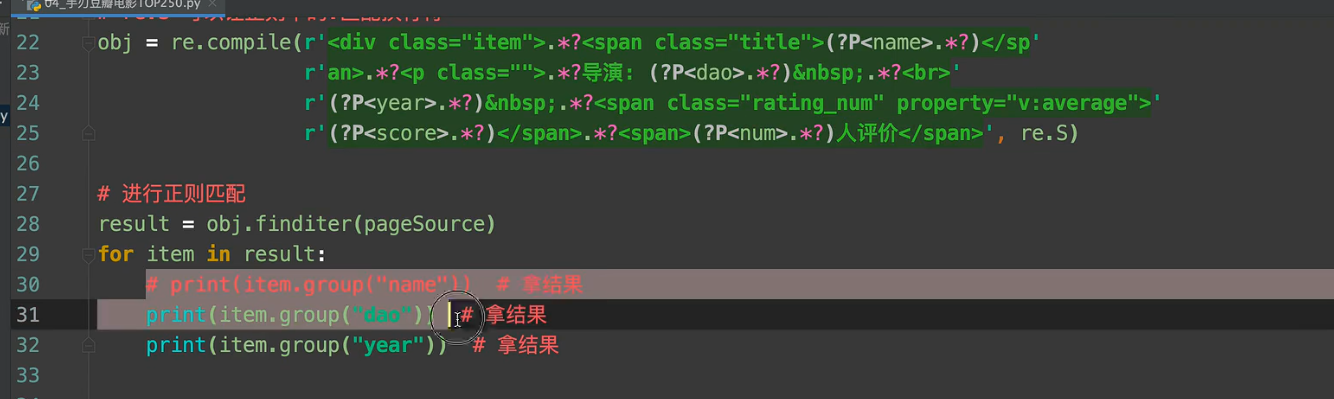 04_手刃豆瓣电影TOP250.py
22 obj = re.compile(r'<div class="item">.*?<span class="title">(?P<name>.*?)</sp'
23 r'an>.*?<p class="">.*?导演: (?P<dao>.*?)&nbsp;.*?<br>'
24 r'(?P<year>.*?)&nbsp;.*?<span class="rating_num" property="v:average">'
25 r'(?P<score>.*?)</span>.*?<span>(?P<num>.*?)人评价</span>', re.S)
26
27 # 进行正则匹配
28 result = obj.finditer(pageSource)
29 for item in result:
30 # print(item.group("name"))  # 拿结果
31 print(item.group("dao"))  # 拿结果
32 print(item.group("year"))  # 拿结果
33